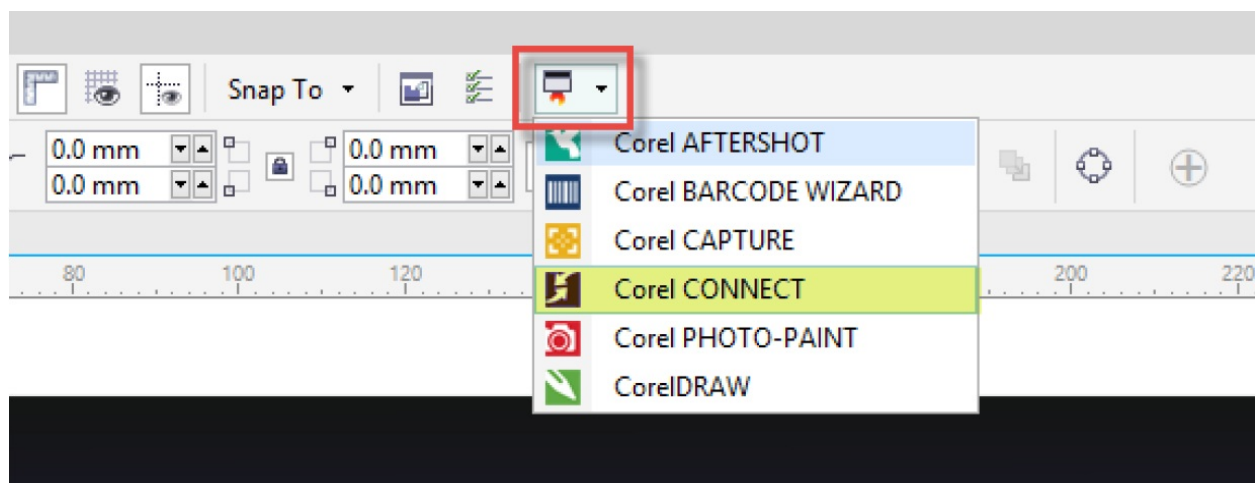 Snap To
Corel AFTERSHOT
0.0 mm 0.0 mm
0.0 mm 0.0 mm
Corel BARCODE WIZARD
Corel CAPTURE
80 100 120 200 220
Corel CONNECT
Corel PHOTO-PAINT
CorelDRAW